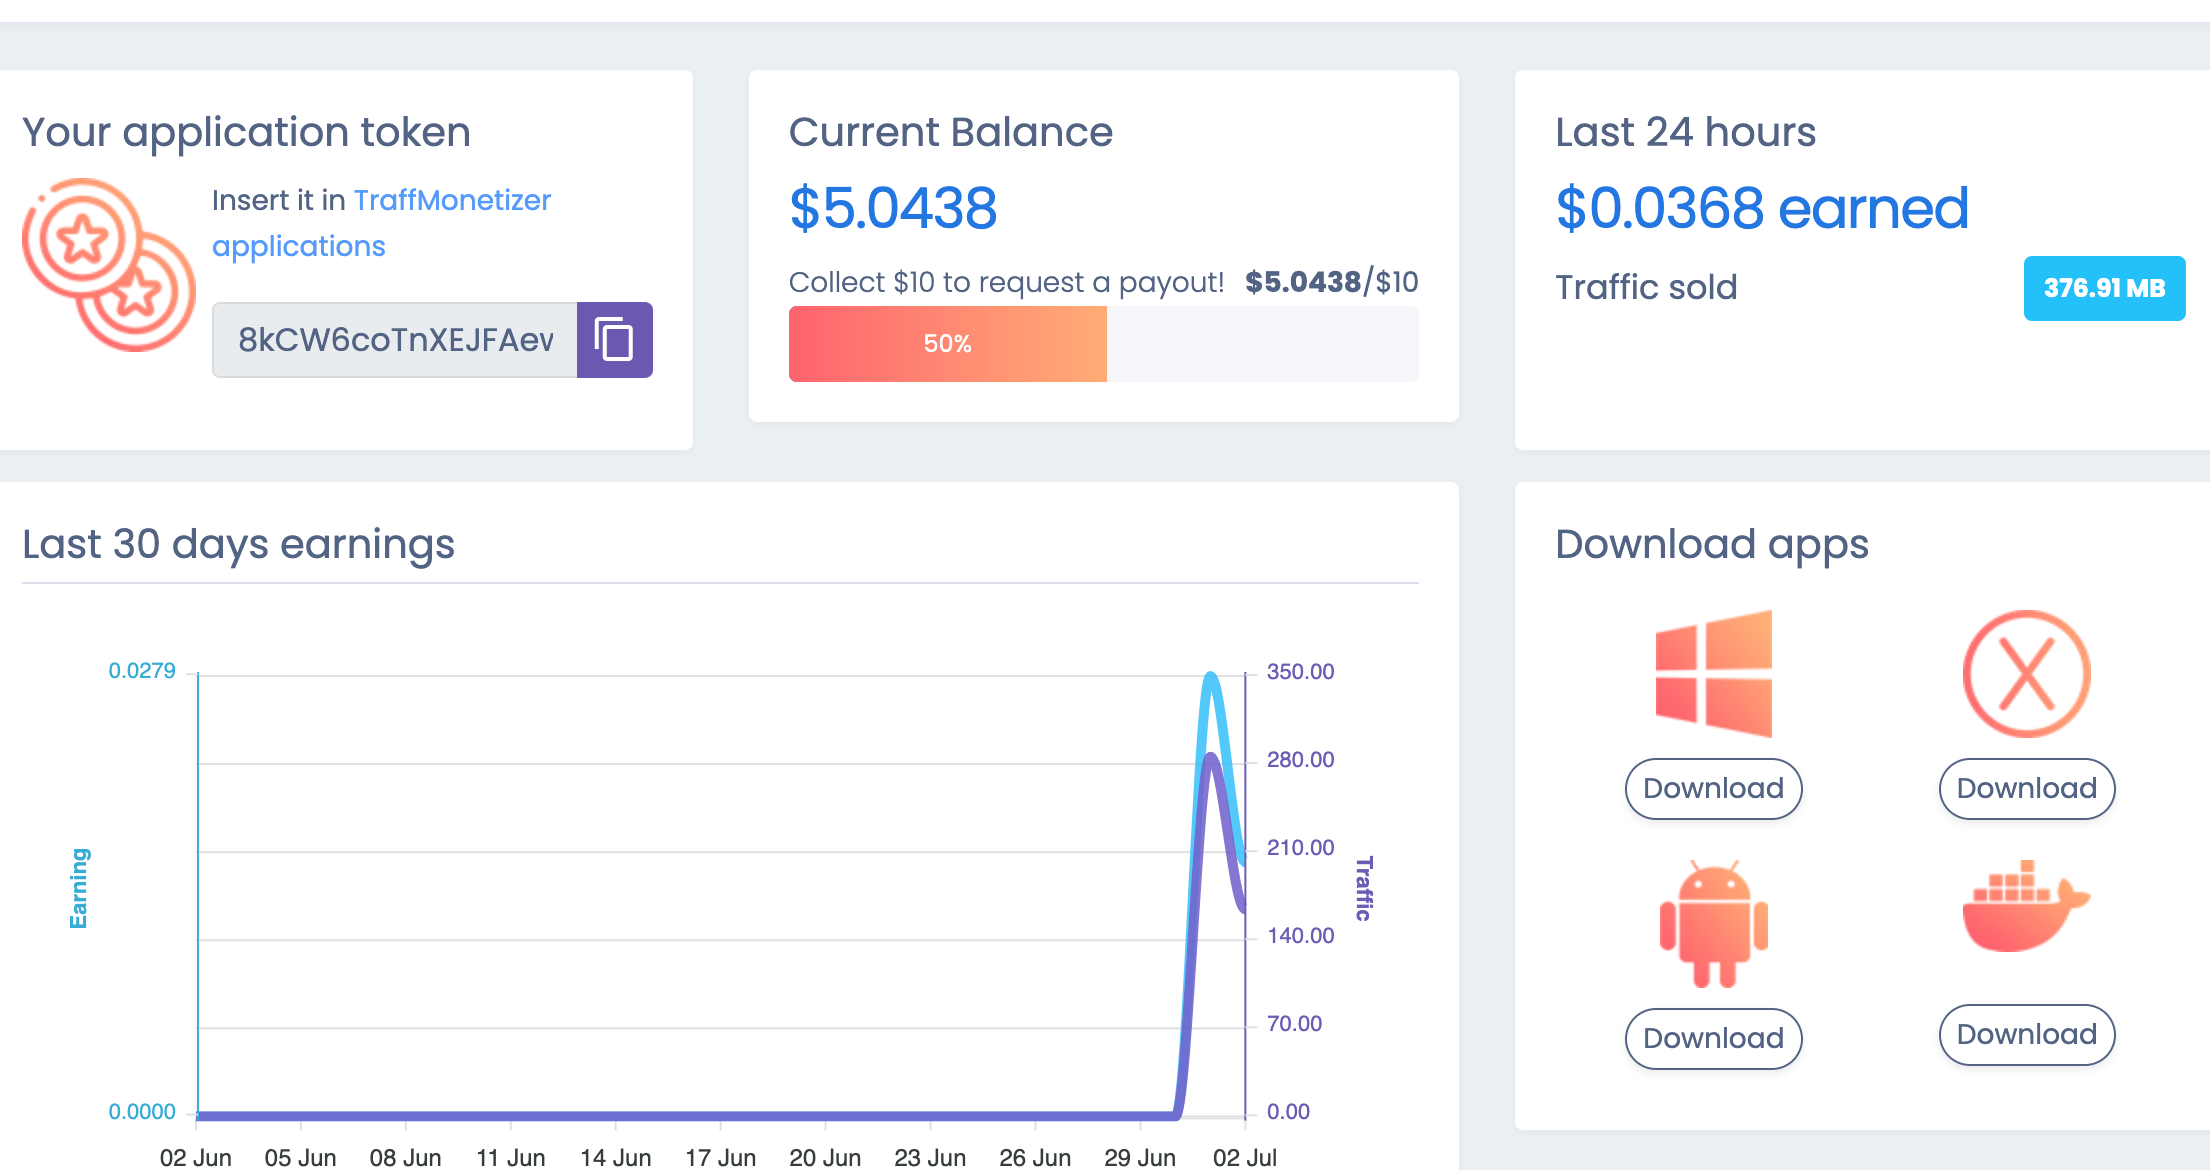 Your application token
Insert it in TraffMonetizer
applications
8kCW6coTnXEJFAev
Current Balance
$5.0438
Collect $10 to request a payout! $5.0438/$10
50%
Last 24 hours
$0.0368 earned
Traffic sold 376.91 MB
Last 30 days earnings
0.0279
0.0000
Earning
350.00
280.00
210.00
140.00
70.00
0.00
Traffic
02 Jun 05 Jun 08 Jun 11 Jun 14 Jun 17 Jun 20 Jun 23 Jun 26 Jun 29 Jun 02 Jul
Download apps
Download Download
Download Download